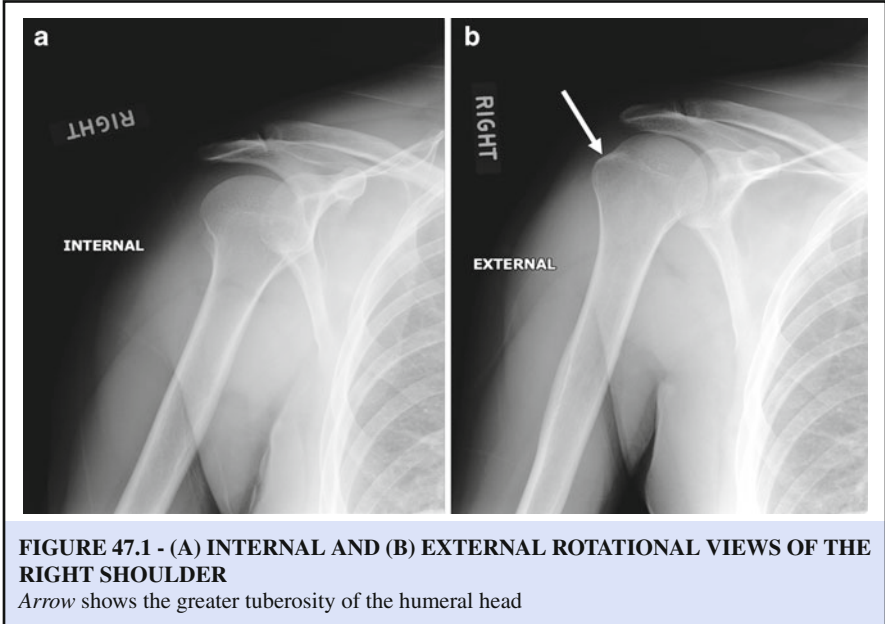 a
RIGHT
INTERNAL
b
RIGHT
EXTERNAL
FIGURE 47.1 - (A) INTERNAL AND (B) EXTERNAL ROTATIONAL VIEWS OF THE
RIGHT SHOULDER
Arrow shows the greater tuberosity of the humeral head